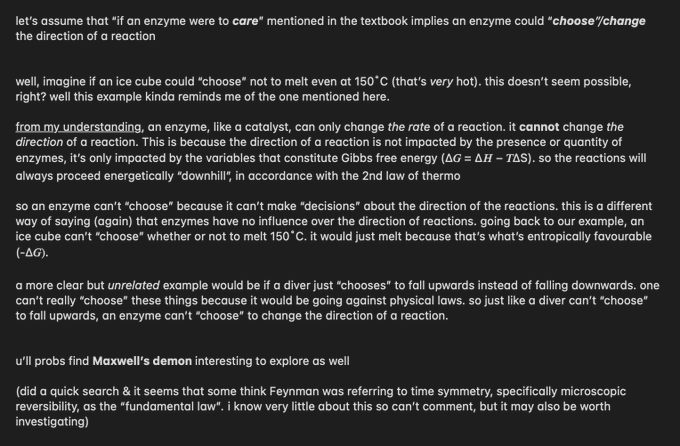 let's assume that "if an enzyme were to care" mentioned in the textbook implies an enzyme could "choose"/change
the direction of a reaction
well, imagine if an ice cube could "choose" not to melt even at 150˚C (that's very hot). this doesn't seem possible,
right? well this example kinda reminds me of the one mentioned here.
from my understanding, an enzyme, like a catalyst, can only change the rate of a reaction. it cannot change the
direction of a reaction. This is because the direction of a reaction is not impacted by the presence or quantity of
enzymes, it's only impacted by the variables that constitute Gibbs free energy (ΔG = ΔH − TΔS). so the reactions will
always proceed energetically "downhill", in accordance with the 2nd law of thermo
so an enzyme can't "choose" because it can't make "decisions" about the direction of the reactions. this is a different
way of saying (again) that enzymes have no influence over the direction of reactions. going back to our example, an
ice cube can't "choose" whether or not to melt 150˚C. it would just melt because that's what's entropically favourable
(-ΔG).
a more clear but unrelated example would be if a diver just "chooses" to fall upwards instead of falling downwards. one
can't really "choose" these things because it would be going against physical laws. so just like a diver can't "choose"
to fall upwards, an enzyme can't "choose" to change the direction of a reaction.
u'll probs find Maxwell's demon interesting to explore as well
(did a quick search & it seems that some think Feynman was referring to time symmetry, specifically microscopic
reversibility, as the "fundamental law". i know very little about this so can't comment, but it may also be worth
investigating)